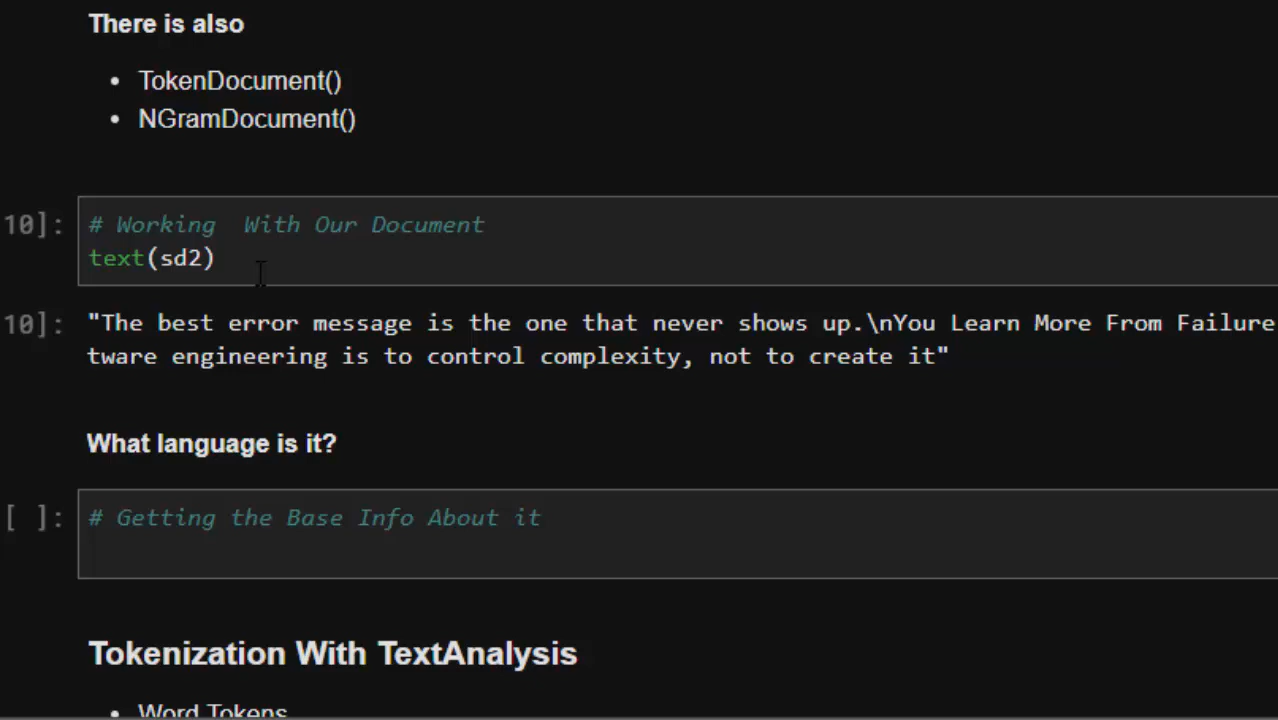 There is also
• TokenDocument()
• NGramDocument()
10]: # Working  With Our Document
text(sd2)
10]: "The best error message is the one that never shows up.\nYou Learn More From Failure
tware engineering is to control complexity, not to create it"
What language is it?
[ ]: # Getting the Base Info About it
Tokenization With TextAnalysis
• Word Tokens